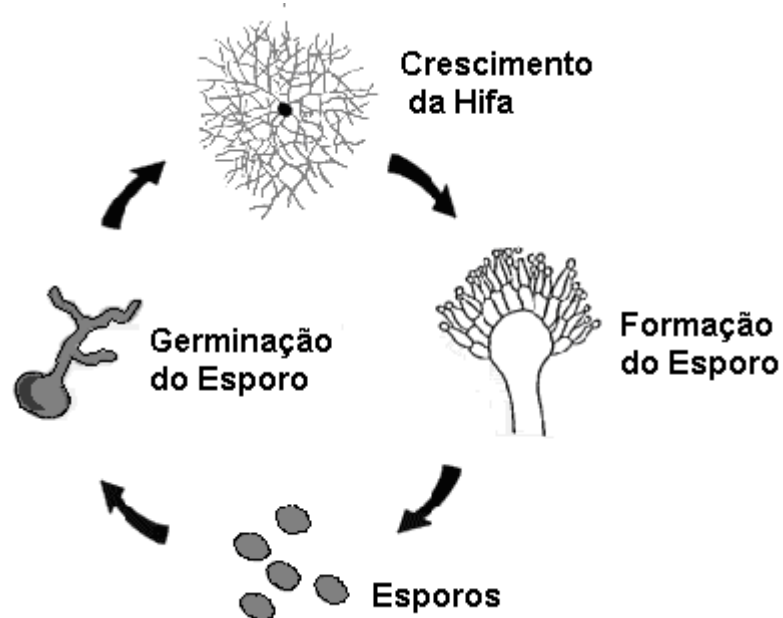 Crescimento
da Hifa
Formação
do Esporo
Esporos
Germinação
do Esporo